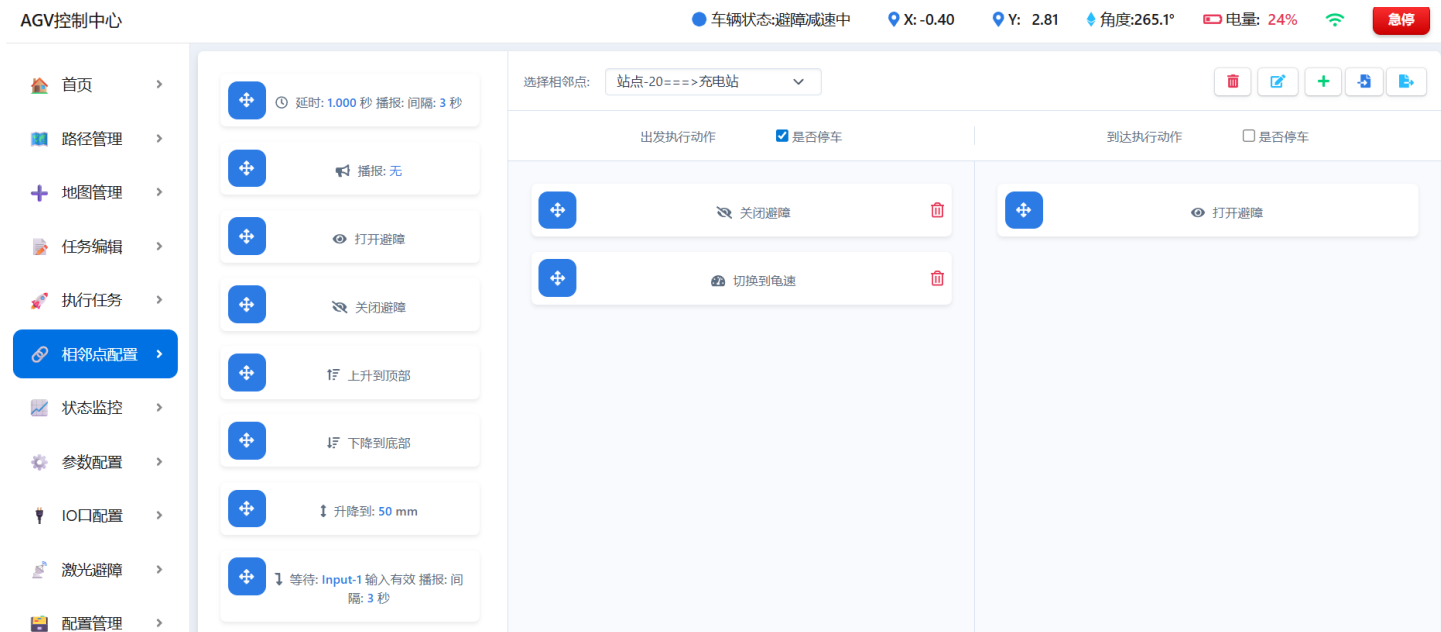 AGV控制中心
车辆状态:避障减速中 X: -0.40 Y: 2.81 角度:265.1° 电量: 24% 急停
首页
路径管理
地图管理
任务编辑
执行任务
相邻点配置
状态监控
参数配置
IO口配置
激光避障
配置管理
延时: 1.000 秒 播报: 间隔: 3 秒
播报: 无
打开避障
关闭避障
上升到顶部
下降到底部
升降到: 50 mm
等待: Input-1 输入有效 播报: 间
隔: 3 秒
选择相邻点: 站点-20===>充电站
出发执行动作 是否停车
到达执行动作 是否停车
关闭避障
切换到龟速
打开避障